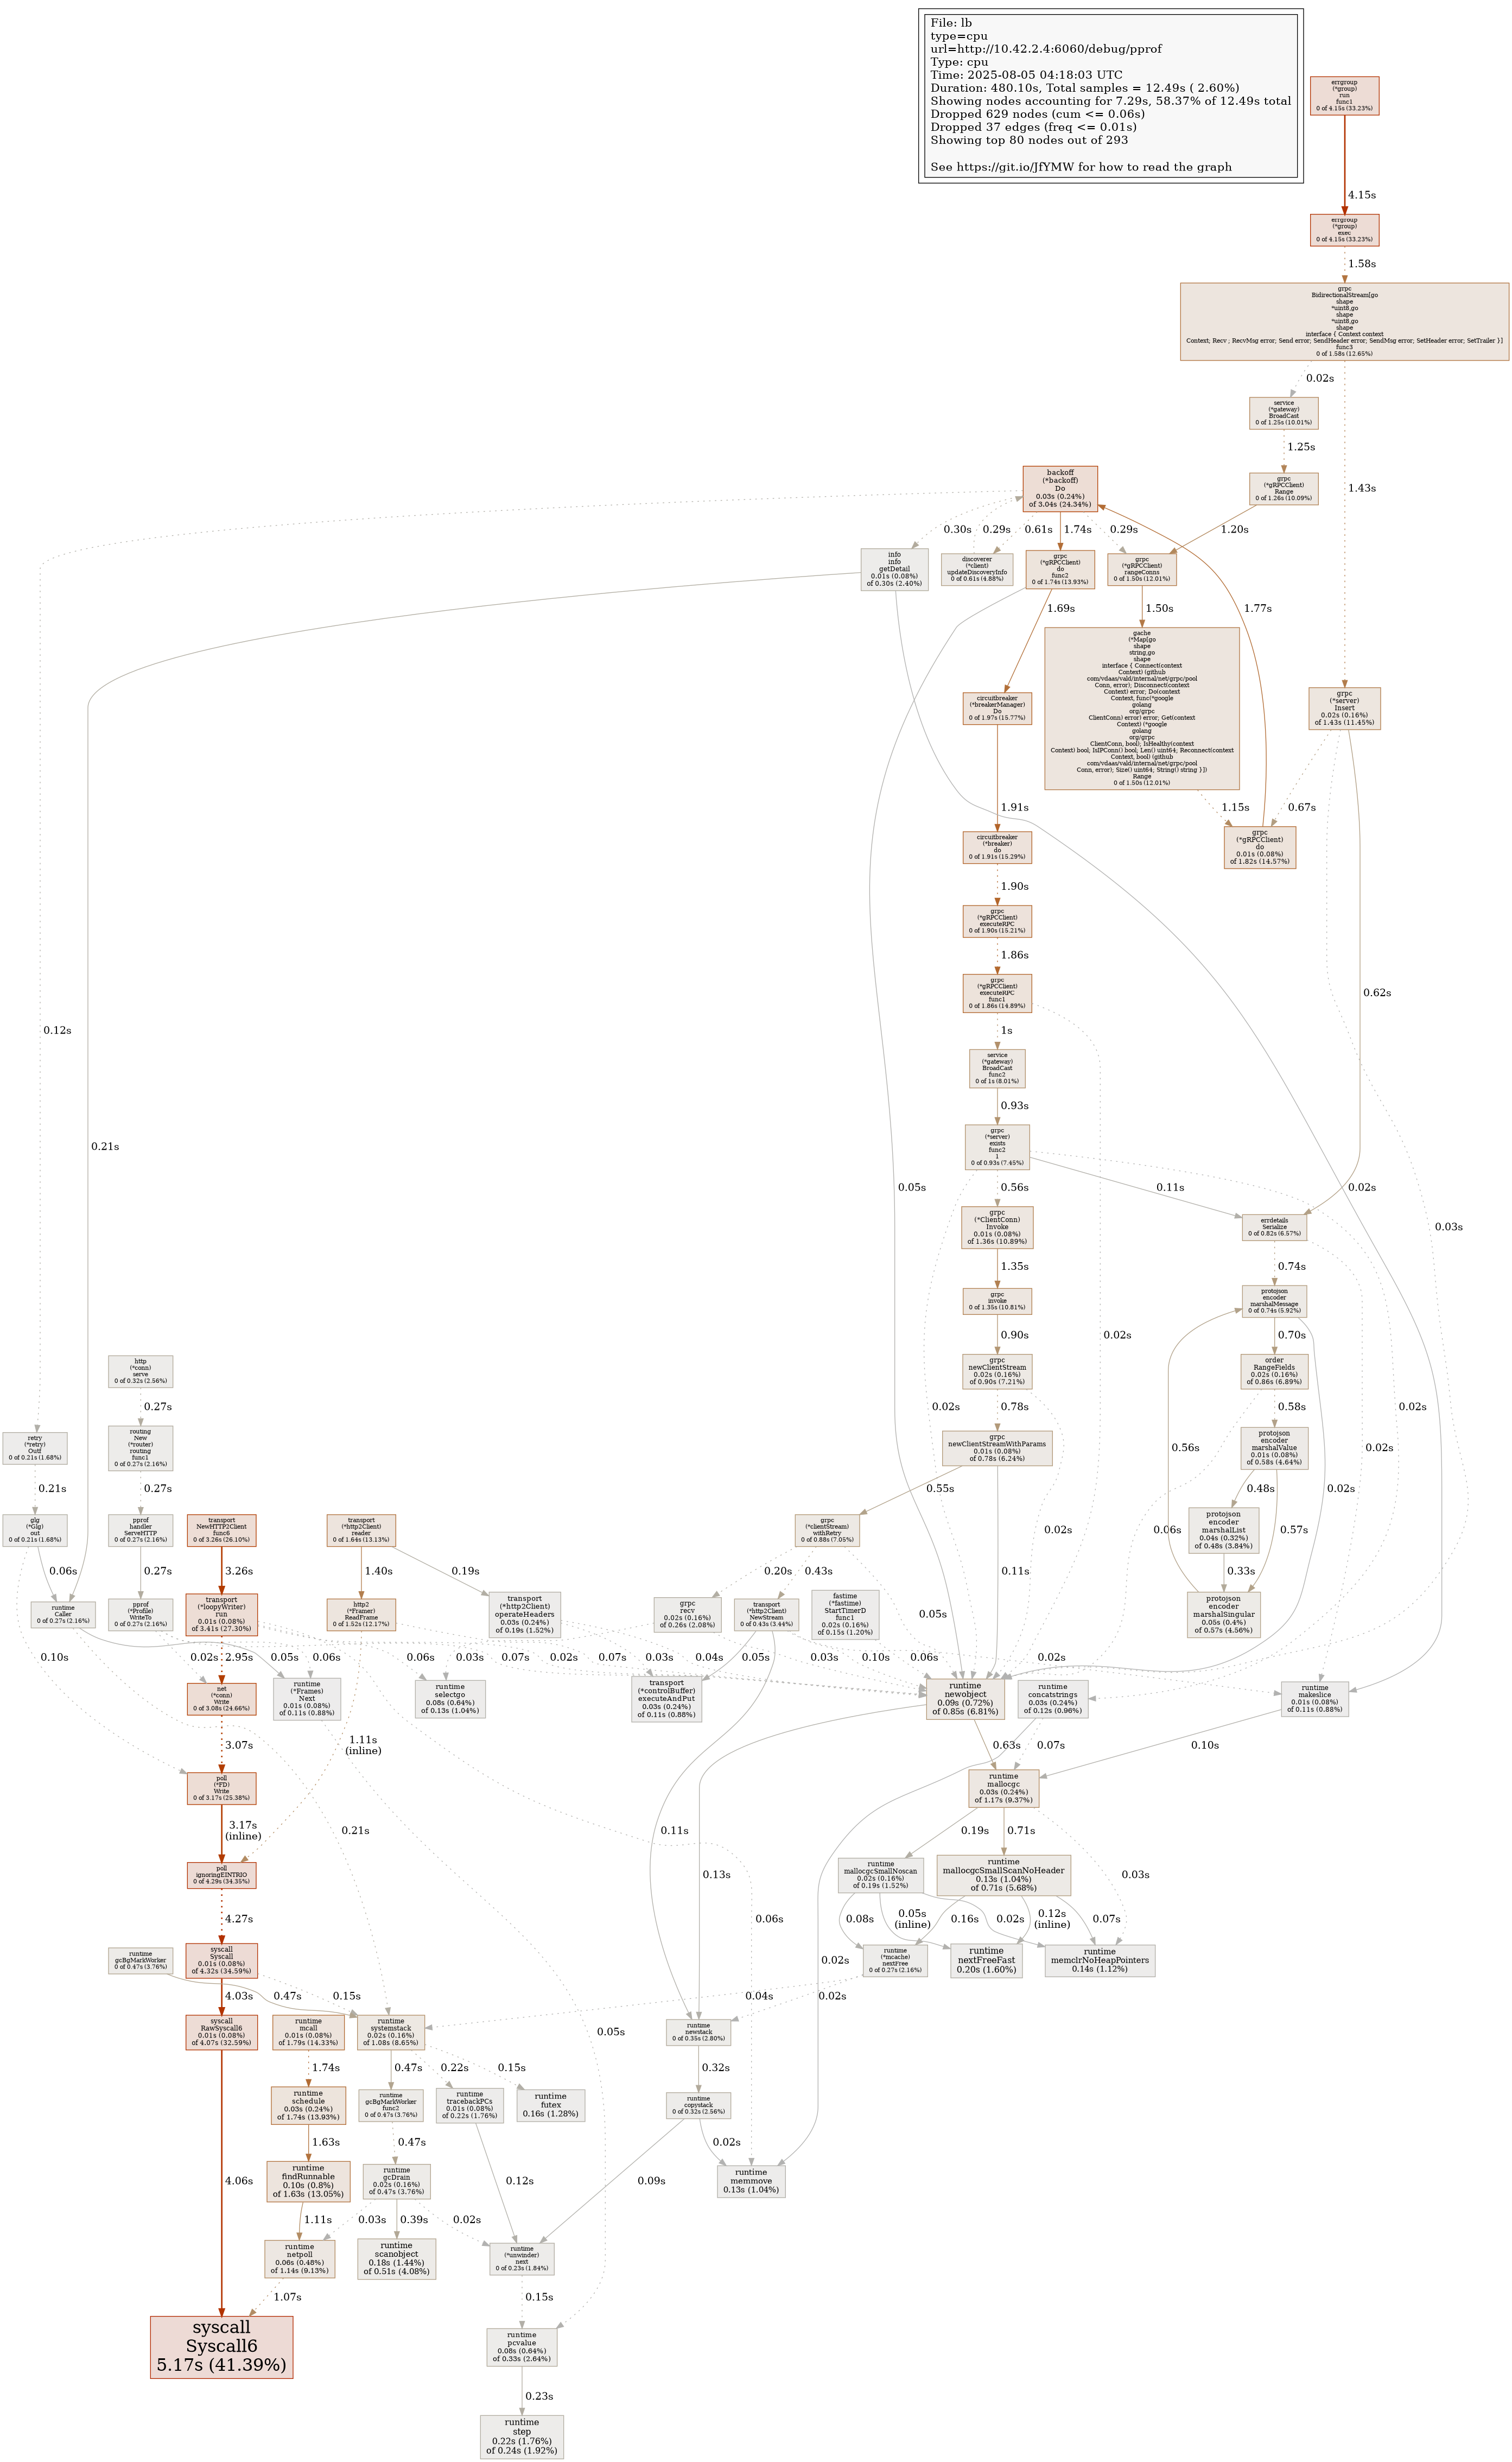 File: lb
type=cpu
url=http://10.42.2.4:6060/debug/pprof
Type: cpu
Time: 2025-08-05 04:18:03 UTC
Duration: 480.10s, Total samples = 12.49s ( 2.60%)
Showing nodes accounting for 7.29s, 58.37% of 12.49s total
Dropped 629 nodes (cum <= 0.06s)
Dropped 37 edges (freq <= 0.01s)
Showing top 80 nodes out of 293
See https://git.io/JfYMW for how to read the graph
errgroup
(*group)
run
func1
0 of 4.15s (33.23%)
4.15s
errgroup
(*group)
exec
0 of 4.15s (33.23%)
1.58s
grpc
BidirectionalStream[go
shape
*uint8,go
shape
*uint8,go
shape
interface { Context context
Context; Recv ; RecvMsg error; Send error; SendHeader error; SendMsg error; SetHeader error; SetTrailer }]
func3
0 of 1.58s (12.65%)
0.02s
service
(*gateway)
BroadCast
0 of 1.25s (10.01%)
1.25s
1.43s
grpc
(*gRPCClient)
Range
0 of 1.26s (10.09%)
backoff
(*backoff)
Do
0.03s (0.24%)
of 3.04s (24.34%)
0.30s
0.29s
0.61s
1.74s
0.29s
1.20s
info
info
getDetail
0.01s (0.08%)
of 0.30s (2.40%)
discoverer
(*client)
updateDiscoveryInfo
0 of 0.61s (4.88%)
grpc
(*gRPCClient)
do
func2
0 of 1.74s (13.93%)
grpc
(*gRPCClient)
rangeConns
0 of 1.50s (12.01%)
1.69s
1.50s
1.77s
gache
(*Map[go
shape
string,go
shape
interface { Connect(context
Context) (github
com/vdaas/vald/internal/net/grpc/pool
Conn, error); Disconnect(context
Context) error; Do(context
Context, func(*google
golang
org/grpc
ClientConn) error) error; Get(context
Context) (*google
golang
org/grpc
ClientConn, bool); IsHealthy(context
Context) bool; IsIPConn() bool; Len() uint64; Reconnect(context
Context, bool) (github
com/vdaas/vald/internal/net/grpc/pool
Conn, error); Size() uint64; String() string }])
Range
0 of 1.50s (12.01%)
circuitbreaker
(*breakerManager)
Do
0 of 1.97s (15.77%)
grpc
(*server)
Insert
0.02s (0.16%)
of 1.43s (11.45%)
1.91s
1.15s
0.67s
circuitbreaker
(*breaker)
do
0 of 1.91s (15.29%)
grpc
(*gRPCClient)
do
0.01s (0.08%)
of 1.82s (14.57%)
1.90s
grpc
(*gRPCClient)
executeRPC
0 of 1.90s (15.21%)
1.86s
0.62s
grpc
(*gRPCClient)
executeRPC
func1
0 of 1.86s (14.89%)
0.12s
1s
service
(*gateway)
BroadCast
func2
0 of 1s (8.01%)
0.93s
0.21s
grpc
(*server)
exists
func2
1
0 of 0.93s (7.45%)
0.05s
0.56s
0.11s
0.02s
0.03s
grpc
(*ClientConn)
Invoke
0.01s (0.08%)
of 1.36s (10.89%)
errdetails
Serialize
0 of 0.82s (6.57%)
1.35s
0.74s
grpc
invoke
0 of 1.35s (10.81%)
protojson
encoder
marshalMessage
0 of 0.74s (5.92%)
0.90s
0.02s
0.70s
http
(*conn)
serve
0 of 0.32s (2.56%)
grpc
newClientStream
0.02s (0.16%)
of 0.90s (7.21%)
order
RangeFields
0.02s (0.16%)
of 0.86s (6.89%)
0.27s
0.02s
0.78s
0.58s
0.02s
retry
(*retry)
Outf
0 of 0.21s (1.68%)
routing
New
(*router)
routing
func1
0 of 0.27s (2.16%)
grpc
newClientStreamWithParams
0.01s (0.08%)
of 0.78s (6.24%)
protojson
encoder
marshalValue
0.01s (0.08%)
of 0.58s (4.64%)
0.56s
0.02s
0.21s
0.27s
0.55s
0.48s
0.02s
glg
(*Glg)
out
0 of 0.21s (1.68%)
pprof
handler
ServeHTTP
0 of 0.27s (2.16%)
transport
NewHTTP2Client
func6
0 of 3.26s (26.10%)
transport
(*http2Client)
reader
0 of 1.64s (13.13%)
grpc
(*clientStream)
withRetry
0 of 0.88s (7.05%)
0.02s
0.06s
protojson
encoder
marshalList
0.04s (0.32%)
of 0.48s (3.84%)
0.57s
0.06s
0.27s
3.26s
1.40s
0.19s
0.20s
0.43s
0.11s
0.33s
runtime
Caller
0 of 0.27s (2.16%)
pprof
(*Profile)
WriteTo
0 of 0.27s (2.16%)
transport
(*loopyWriter)
run
0.01s (0.08%)
of 3.41s (27.30%)
http2
(*Framer)
ReadFrame
0 of 1.52s (12.17%)
transport
(*http2Client)
operateHeaders
0.03s (0.24%)
of 0.19s (1.52%)
grpc
recv
0.02s (0.16%)
of 0.26s (2.08%)
transport
(*http2Client)
NewStream
0 of 0.43s (3.44%)
fastime
(*fastime)
StartTimerD
func1
0.02s (0.16%)
of 0.15s (1.20%)
0.05s
protojson
encoder
marshalSingular
0.05s (0.4%)
of 0.57s (4.56%)
0.10s
0.02s
2.95s
0.05s
0.06s
0.06s
0.03s
0.07s
0.02s
0.07s
0.03s
0.04s
0.05s
0.03s
0.10s
0.06s
0.02s
net
(*conn)
Write
0 of 3.08s (24.66%)
runtime
(*Frames)
Next
0.01s (0.08%)
of 0.11s (0.88%)
runtime
selectgo
0.08s (0.64%)
of 0.13s (1.04%)
transport
(*controlBuffer)
executeAndPut
0.03s (0.24%)
of 0.11s (0.88%)
runtime
newobject
0.09s (0.72%)
of 0.85s (6.81%)
runtime
concatstrings
0.03s (0.24%)
of 0.12s (0.96%)
runtime
makeslice
0.01s (0.08%)
of 0.11s (0.88%)
3.07s
1.11s
(inline)
0.63s
0.07s
0.10s
poll
(*FD)
Write
0 of 3.17s (25.38%)
runtime
mallocgc
0.03s (0.24%)
of 1.17s (9.37%)
3.17s
(inline)
0.21s
0.11s
0.19s
0.71s
poll
ignoringEINTRIO
0 of 4.29s (34.35%)
0.13s
runtime
mallocgcSmallNoscan
0.02s (0.16%)
of 0.19s (1.52%)
runtime
mallocgcSmallScanNoHeader
0.13s (1.04%)
of 0.71s (5.68%)
0.03s
4.27s
0.06s
0.08s
0.05s
(inline)
0.16s
0.02s
0.12s
(inline)
0.07s
runtime
gcBgMarkWorker
0 of 0.47s (3.76%)
syscall
Syscall
0.01s (0.08%)
of 4.32s (34.59%)
0.02s
runtime
(*mcache)
nextFree
0 of 0.27s (2.16%)
runtime
nextFreeFast
0.20s (1.60%)
runtime
memclrNoHeapPointers
0.14s (1.12%)
4.03s
0.47s
0.15s
0.04s
0.02s
syscall
RawSyscall6
0.01s (0.08%)
of 4.07s (32.59%)
runtime
mcall
0.01s (0.08%)
of 1.79s (14.33%)
runtime
systemstack
0.02s (0.16%)
of 1.08s (8.65%)
0.05s
runtime
newstack
0 of 0.35s (2.80%)
1.74s
0.47s
0.22s
0.15s
0.32s
runtime
schedule
0.03s (0.24%)
of 1.74s (13.93%)
runtime
gcBgMarkWorker
func2
0 of 0.47s (3.76%)
runtime
tracebackPCs
0.01s (0.08%)
of 0.22s (1.76%)
runtime
futex
0.16s (1.28%)
runtime
copystack
0 of 0.32s (2.56%)
4.06s
1.63s
0.47s
0.12s
0.09s
0.02s
runtime
findRunnable
0.10s (0.8%)
of 1.63s (13.05%)
runtime
gcDrain
0.02s (0.16%)
of 0.47s (3.76%)
runtime
memmove
0.13s (1.04%)
1.11s
0.03s
0.39s
0.02s
runtime
netpoll
0.06s (0.48%)
of 1.14s (9.13%)
runtime
scanobject
0.18s (1.44%)
of 0.51s (4.08%)
runtime
(*unwinder)
next
0 of 0.23s (1.84%)
1.07s
0.15s
syscall
Syscall6
5.17s (41.39%)
runtime
pcvalue
0.08s (0.64%)
of 0.33s (2.64%)
0.23s
runtime
step
0.22s (1.76%)
of 0.24s (1.92%)